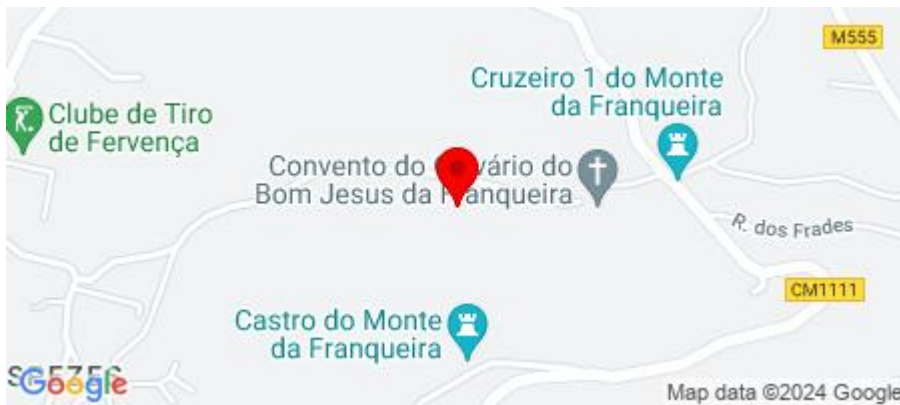 M555
Cruzeiro 1 do Monte
da Franqueira
Clube de Tiro
de Fervença
Convento do
vário do
Bom Jesus da
R. dos Frades
CM1111
Castro do Monte
da Franqueira
Google
Map data ©2024 Google